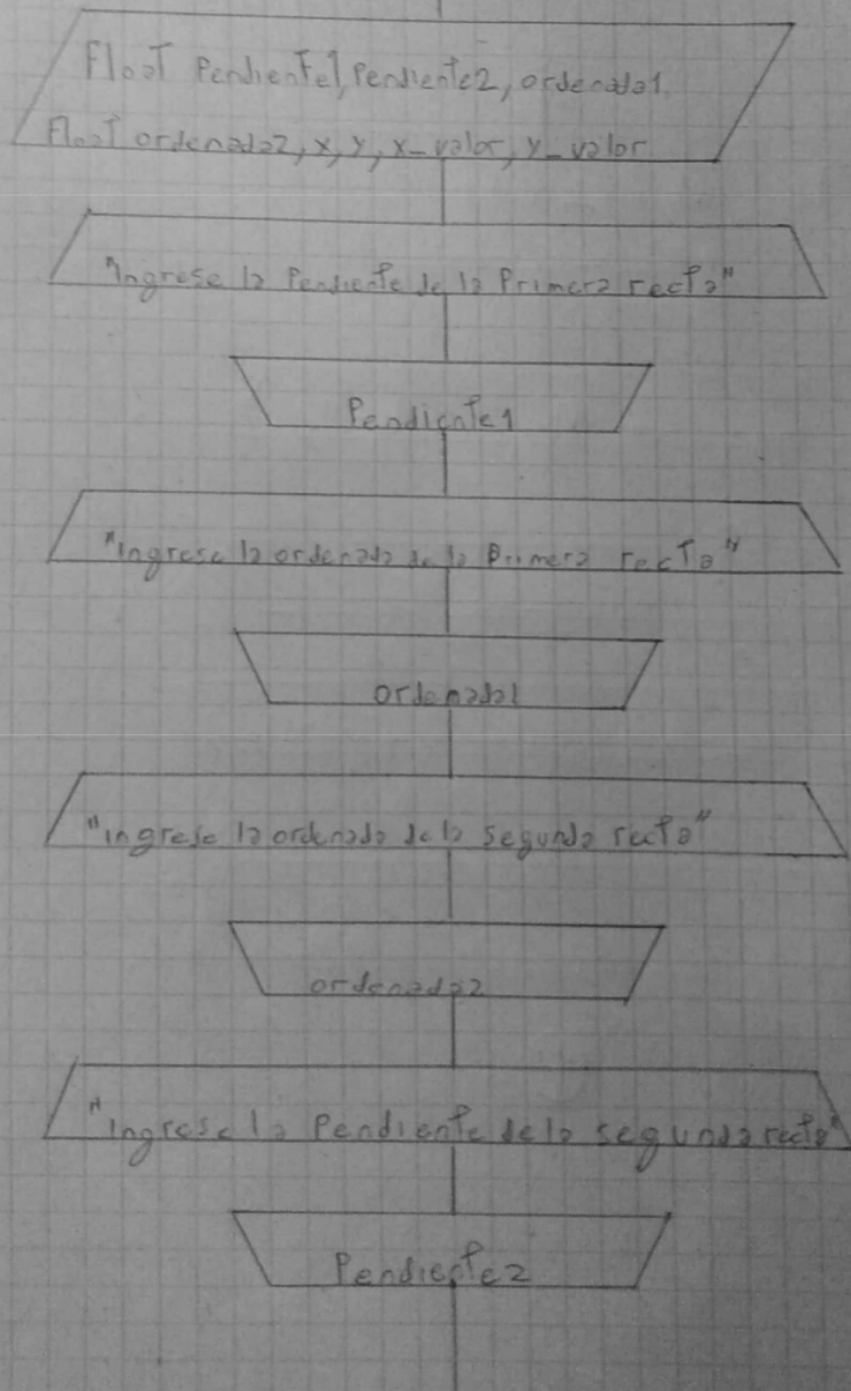 Float Pendiente1, Pendiente2, ordenada1
Float ordenada2, x, y, x_valor, y_valor
"Ingrese la Pendiente de la Primera recta"
Pendiente1
"Ingrese la ordenada de la Primera recta"
ordenada1
"ingrese la ordenada de la segunda recta"
ordenada2
"Ingrese la Pendiente de la segunda recta"
Pendiente2